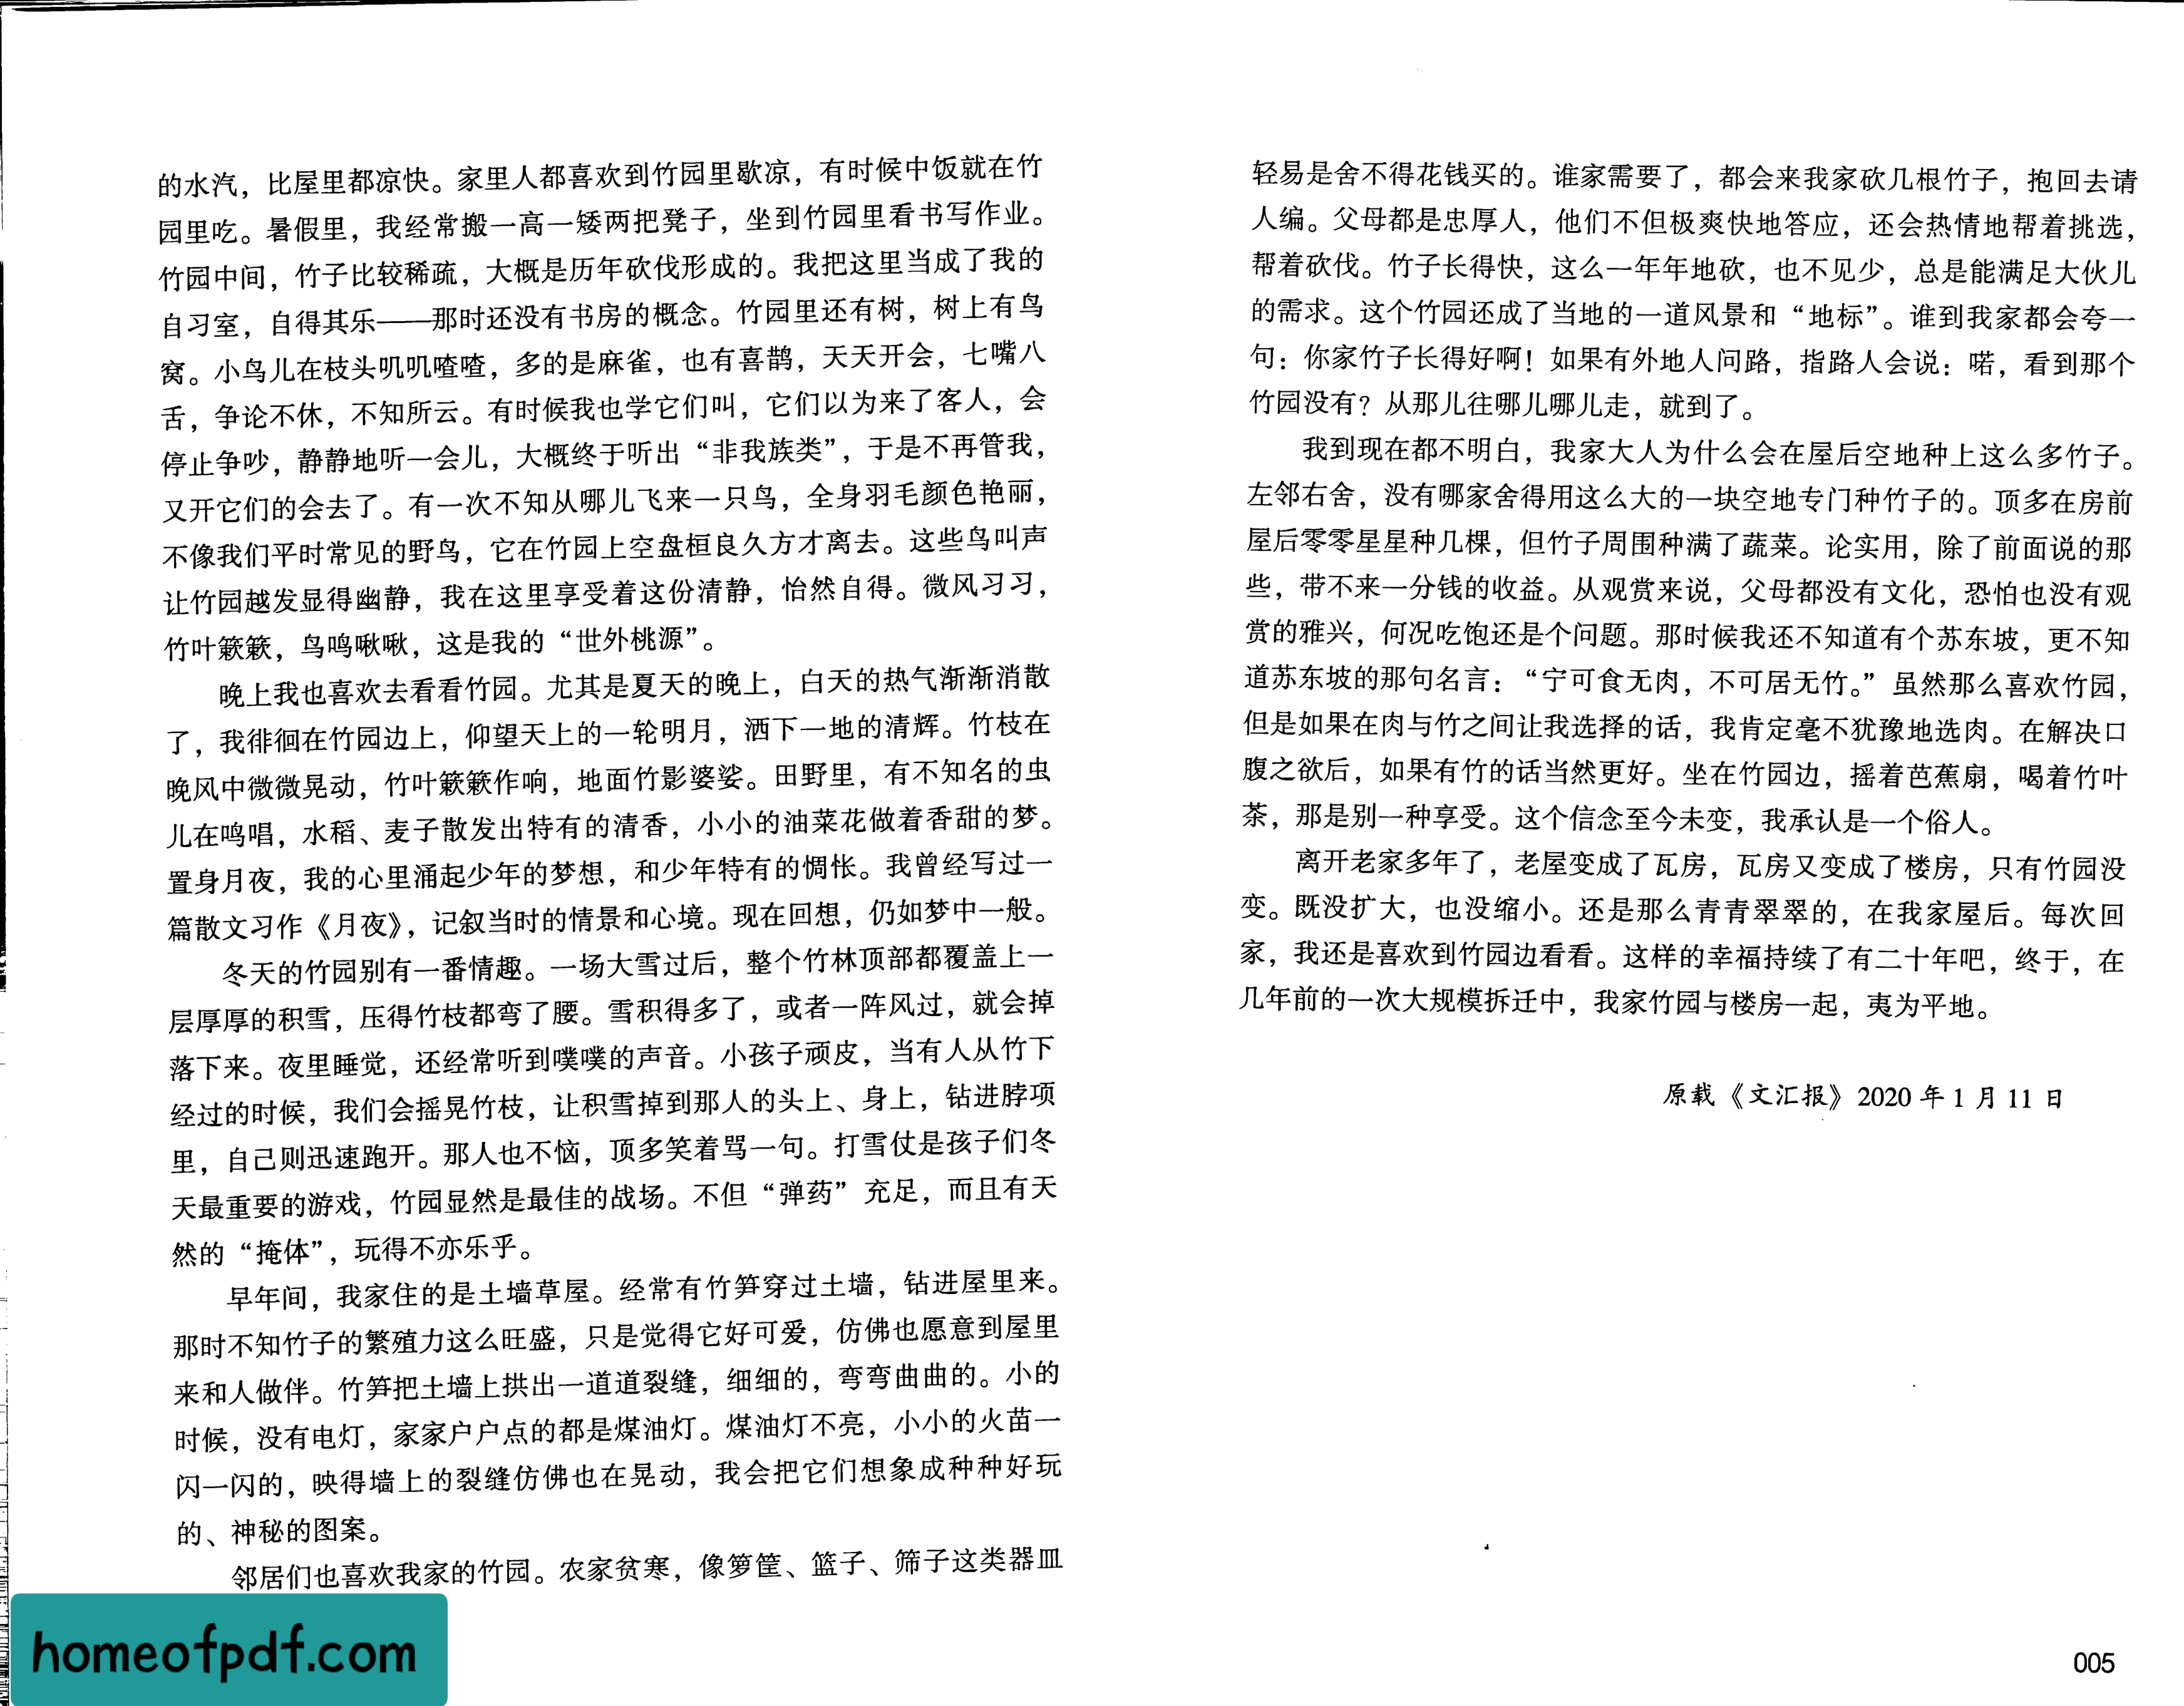 的水汽，比屋里都凉快。家里人都喜欢到竹园里歇凉，有时候中饭就在竹
园里吃。暑假里，我经常搬一高一矮两把凳子，坐到竹园里看书写作业。
竹园中间，竹子比较稀疏，大概是历年砍伐形成的。我把这里当成了我的
自习室，自得其乐——那时还没有书房的概念。竹园里还有树，树上有鸟
窝。小鸟儿在枝头叽叽喳喳，多的是麻雀，也有喜鹊，天天开会，七嘴八
舌，争论不休，不知所云。有时候我也学它们叫，它们以为来了客人，会
停止争吵，静静地听一会儿，大概终于听出“非我族类”，于是不再管我，
又开它们的会去了。有一次不知从哪儿飞来一只鸟，全身羽毛颜色艳丽，
不像我们平时常见的野鸟，它在竹园上空盘桓良久方才离去。这些鸟叫声
让竹园越发显得幽静，我在这里享受着这份清静，怡然自得。微风习习，
竹叶簌簌，鸟鸣啾啾，这是我的“世外桃源”。
晚上我也喜欢去看看竹园。尤其是夏天的晚上，白天的热气渐渐消散
了，我徘徊在竹园边上，仰望天上的一轮明月，洒下一地的清辉。竹枝在
晚风中微微晃动，竹叶簌簌作响，地面竹影婆娑。田野里，有不知名的虫
儿在鸣唱，水稻、麦子散发出特有的清香，小小的油菜花做着香甜的梦。
置身月夜，我的心里涌起少年的梦想，和少年特有的惆怅。我曾经写过一
篇散文习作《月夜》，记叙当时的情景和心境。现在回想，仍如梦中一般。
冬天的竹园别有一番情趣。一场大雪过后，整个竹林顶部都覆盖上一
层厚厚的积雪，压得竹枝都弯了腰。雪积得多了，或者一阵风过，就会掉
落下来。夜里睡觉，还经常听到噗噗的声音。小孩子顽皮，当有人从竹下
经过的时候，我们会摇晃竹枝，让积雪掉到那人的头上、身上，钻进脖项
里，自己则迅速跑开。那人也不恼，顶多笑着骂一句。打雪仗是孩子们冬
天最重要的游戏，竹园显然是最佳的战场。不但“弹药”充足，而且有天
然的“掩体”，玩得不亦乐乎。
早年间，我家住的是土墙草屋。经常有竹笋穿过土墙，钻进屋里来。
那时不知竹子的繁殖力这么旺盛，只是觉得它好可爱，仿佛也愿意到屋里
来和人做伴。竹笋把土墙上拱出一道道裂缝，细细的，弯弯曲曲的。小的
时候，没有电灯，家家户户点的都是煤油灯。煤油灯不亮，小小的火苗一
闪一闪的，映得墙上的裂缝仿佛也在晃动，我会把它们想象成种种好玩
的、神秘的图案。
邻居们也喜欢我家的竹园。农家贫寒，像箩筐、篮子、筛子这类器皿
homeofpdf.com
轻易是舍不得花钱买的。谁家需要了，都会来我家砍几根竹子，抱回去请
人编。父母都是忠厚人，他们不但极爽快地答应，还会热情地帮着挑选，
帮着砍伐。竹子长得快，这么一年年地砍，也不见少，总是能满足大伙儿
的需求。这个竹园还成了当地的一道风景和“地标”。谁到我家都会夸一
句：你家竹子长得好啊！如果有外地人问路，指路人会说：喏，看到那个
竹园没有？从那儿往哪儿哪儿走，就到了。
我到现在都不明白，我家大人为什么会在屋后空地种上这么多竹子。
左邻右舍，没有哪家舍得用这么大的一块空地专门种竹子的。顶多在房前
屋后零零星星种几棵，但竹子周围种满了蔬菜。论实用，除了前面说的那
些，带不来一分钱的收益。从观赏来说，父母都没有文化，恐怕也没有观
赏的雅兴，何况吃饱还是个问题。那时候我还不知道有个苏东坡，更不知
道苏东坡的那句名言：“宁可食无肉，不可居无竹。”虽然那么喜欢竹园，
但是如果在肉与竹之间让我选择的话，我肯定毫不犹豫地选肉。在解决口
腹之欲后，如果有竹的话当然更好。坐在竹园边，摇着芭蕉扇，喝着竹叶
茶，那是别一种享受。这个信念至今未变，我承认是一个俗人。
离开老家多年了，老屋变成了瓦房，瓦房又变成了楼房，只有竹园没
变。既没扩大，也没缩小。还是那么青青翠翠的，在我家屋后。每次回
家，我还是喜欢到竹园边看看。这样的幸福持续了有二十年吧，终于，在
几年前的一次大规模拆迁中，我家竹园与楼房一起，夷为平地。
原载《文汇报》2020年1月11日
005